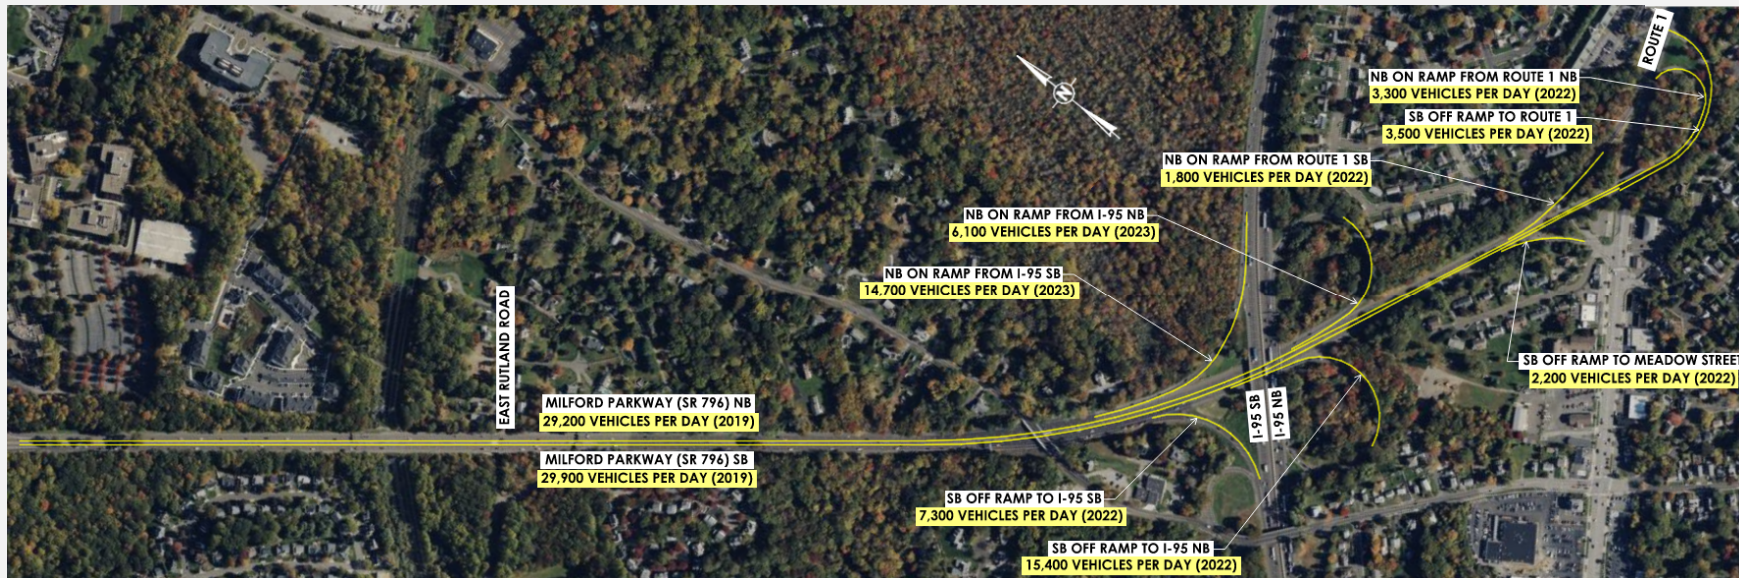 ROUTE 1
NB ON RAMP FROM ROUTE 1 NB
3,300 VEHICLES PER DAY (2022)
SB OFF RAMP TO ROUTE 1
3,500 VEHICLES PER DAY (2022)
N
NB ON RAMP FROM ROUTE 1 SB
1,800 VEHICLES PER DAY (2022)
NB ON RAMP FROM I-95 NB
6,100 VEHICLES PER DAY (2023)
NB ON RAMP FROM I-95 SB
14,700 VEHICLES PER DAY (2023)
EAST RUTLAND ROAD
SB OFF RAMP TO MEADOW STREET
2,200 VEHICLES PER DAY (2022)
MILFORD PARKWAY (SR 796) NB
29,200 VEHICLES PER DAY (2019)
I-95 SB
I-95 NB
MILFORD PARKWAY (SR 796) SB
29,900 VEHICLES PER DAY (2019)
SB OFF RAMP TO I-95 SB
7,300 VEHICLES PER DAY (2022)
SB OFF RAMP TO I-95 NB
15,400 VEHICLES PER DAY (2022)